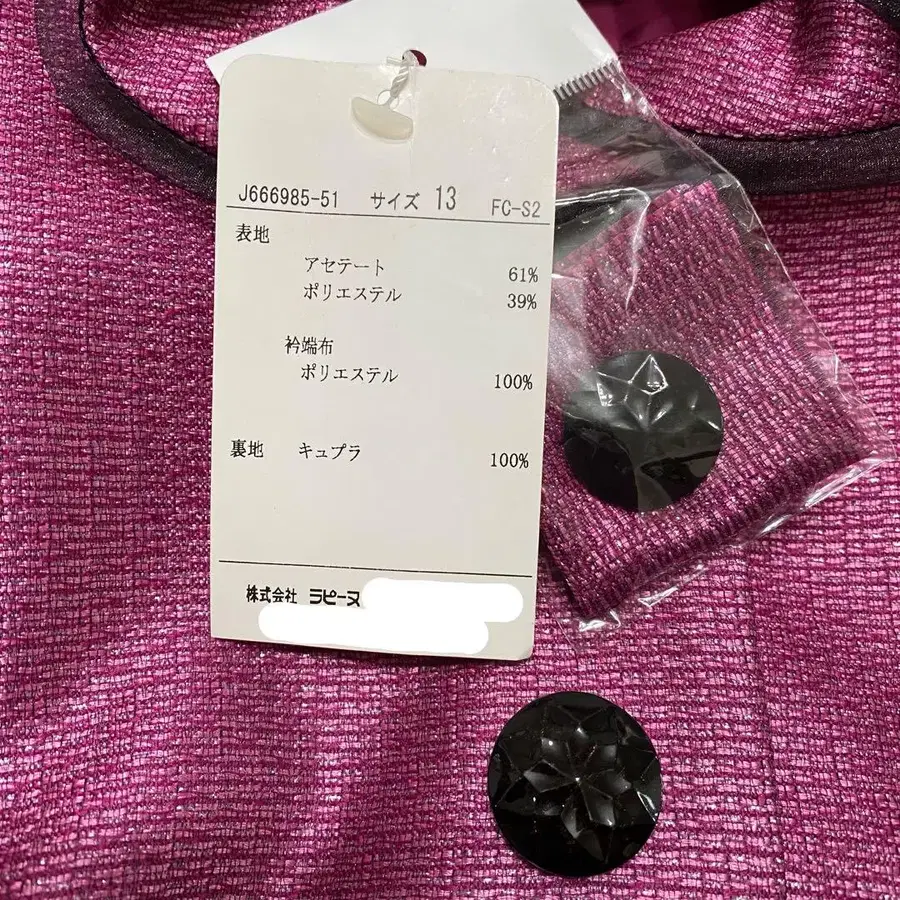 J666985-51 サイズ 13 FC-S2
表地
アセテート 61%
ポリエステル 39%
衿端布
ポリエステル 100%
裏地 キュプラ 100%
株式会社 ラピーヌ